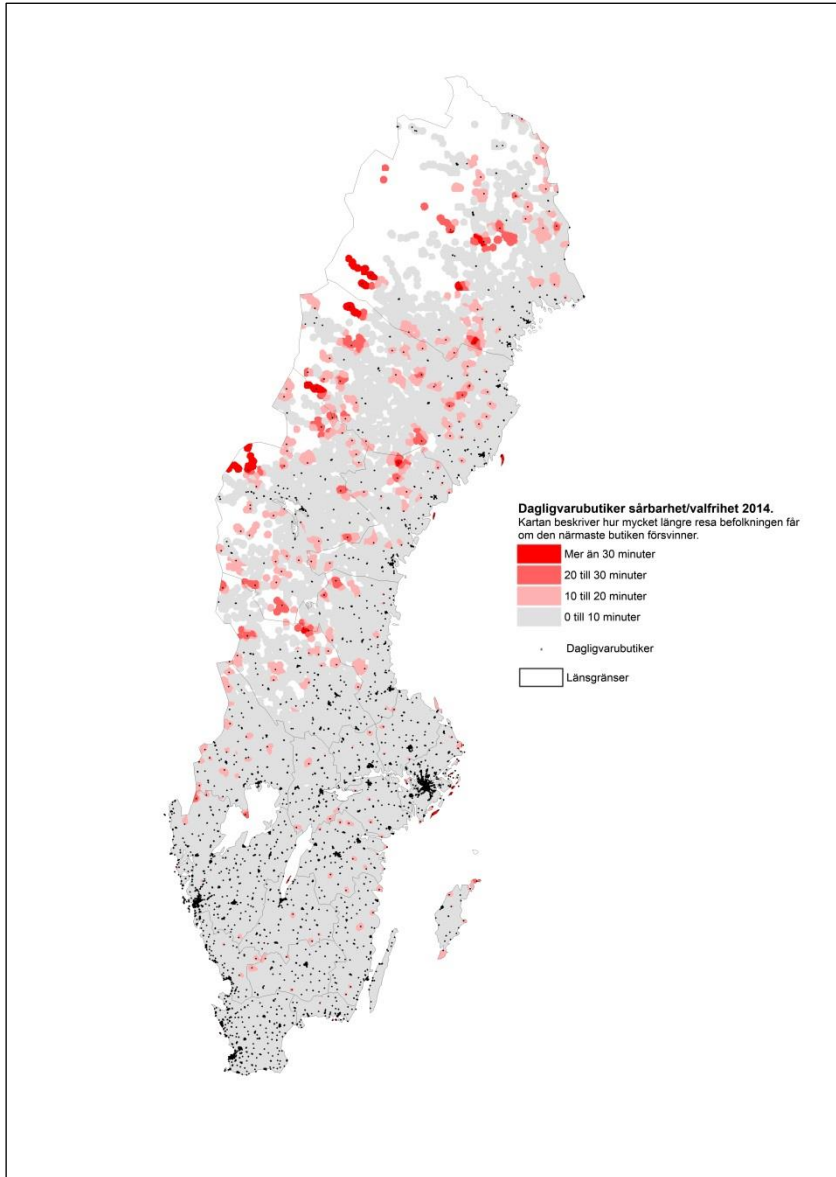 Dagligvarubutiker sårbarhet/valfrihet 2014.
Kartan beskriver hur mycket längre resa befolkningen får
om den närmaste butiken försvinner.
Mer än 30 minuter
20 till 30 minuter
10 till 20 minuter
0 till 10 minuter
Dagligvarubutiker
Länsgränser